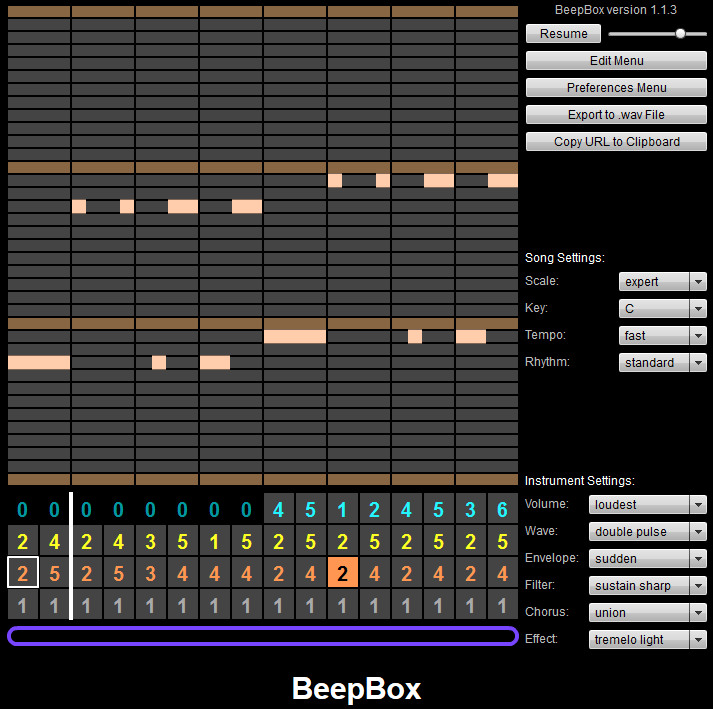 BeepBox version 1.1.3
Resume
Edit Menu
Preferences Menu
Export to .wav File
Copy URL to Clipboard
Song Settings:
Scale: expert
Key: C
Tempo: fast
Rhythm: standard
Instrument Settings:
Volume: loudest
Wave: double pulse
Envelope: sudden
Filter: sustain sharp
Chorus: union
Effect: tremelo light
0 0 0 0 0 0 0 0 4 5 1 2 4 5 3 6
2 4 2 4 3 5 1 5 2 5 2 5 2 5 2 5
2 5 2 5 3 4 4 4 2 4 2 4 2 4 2 4
1 1 1 1 1 1 1 1 1 1 1 1 1 1 1 1
BeepBox